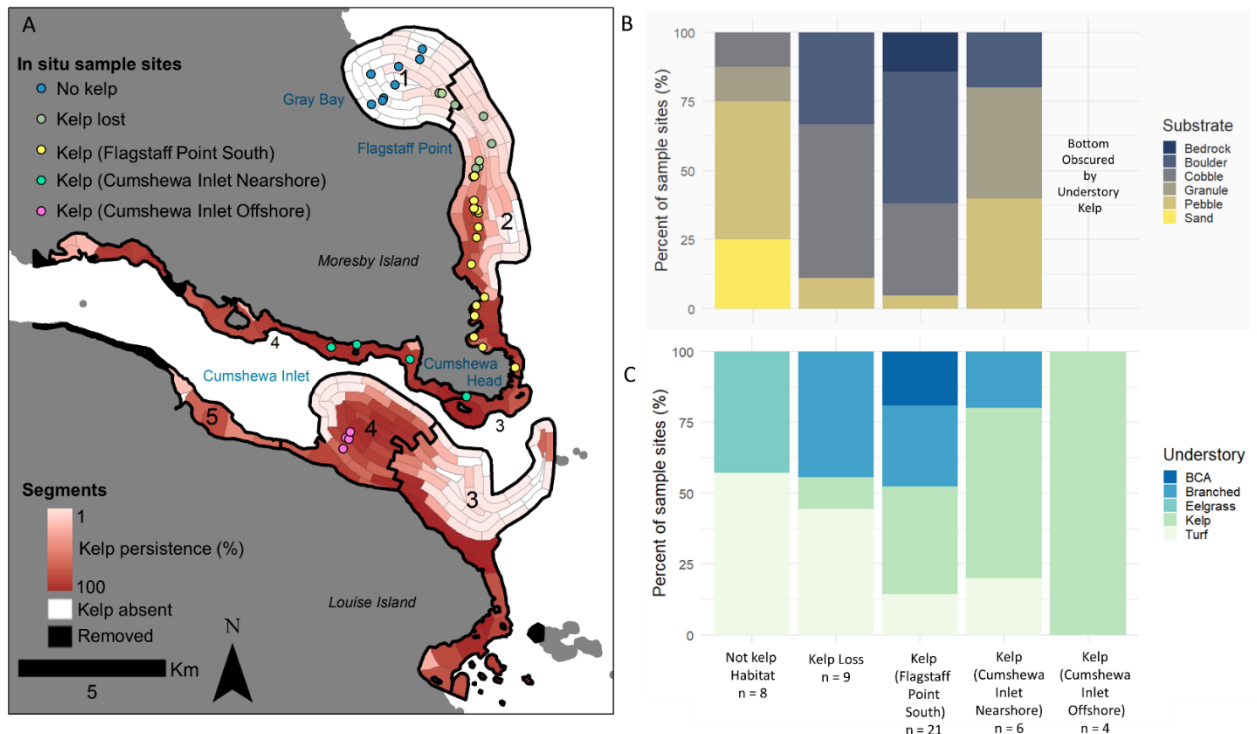 A
In situ sample sites
No kelp
Kelp lost
Kelp (Flagstaff Point South)
Kelp (Cumshewa Inlet Nearshore)
Kelp (Cumshewa Inlet Offshore)
Gray Bay
1
Flagstaff Point
2
Moresby Island
4
Cumshewa Inlet
Cumshewa
Head
3
5
4
3
Segments
1
Kelp persistence (%)
100
Kelp absent
Removed
N
Km
5
Louise Island
B
Percent of sample sites (%)
100
75
50
25
0
Bottom
Obscured
by
Understory
Kelp
Substrate
Bedrock
Boulder
Cobble
Granule
Pebble
Sand
C
Percent of sample sites (%)
100
75
50
25
0
Understory
BCA
Branched
Eelgrass
Kelp
Turf
Not kelp
Habitat
n = 8
Kelp Loss
n = 9
Kelp
(Flagstaff
Point
South)
n = 21
Kelp
(Cumshewa
Inlet
Nearshore)
n = 6
Kelp
(Cumshewa
Inlet
Offshore)
n = 4